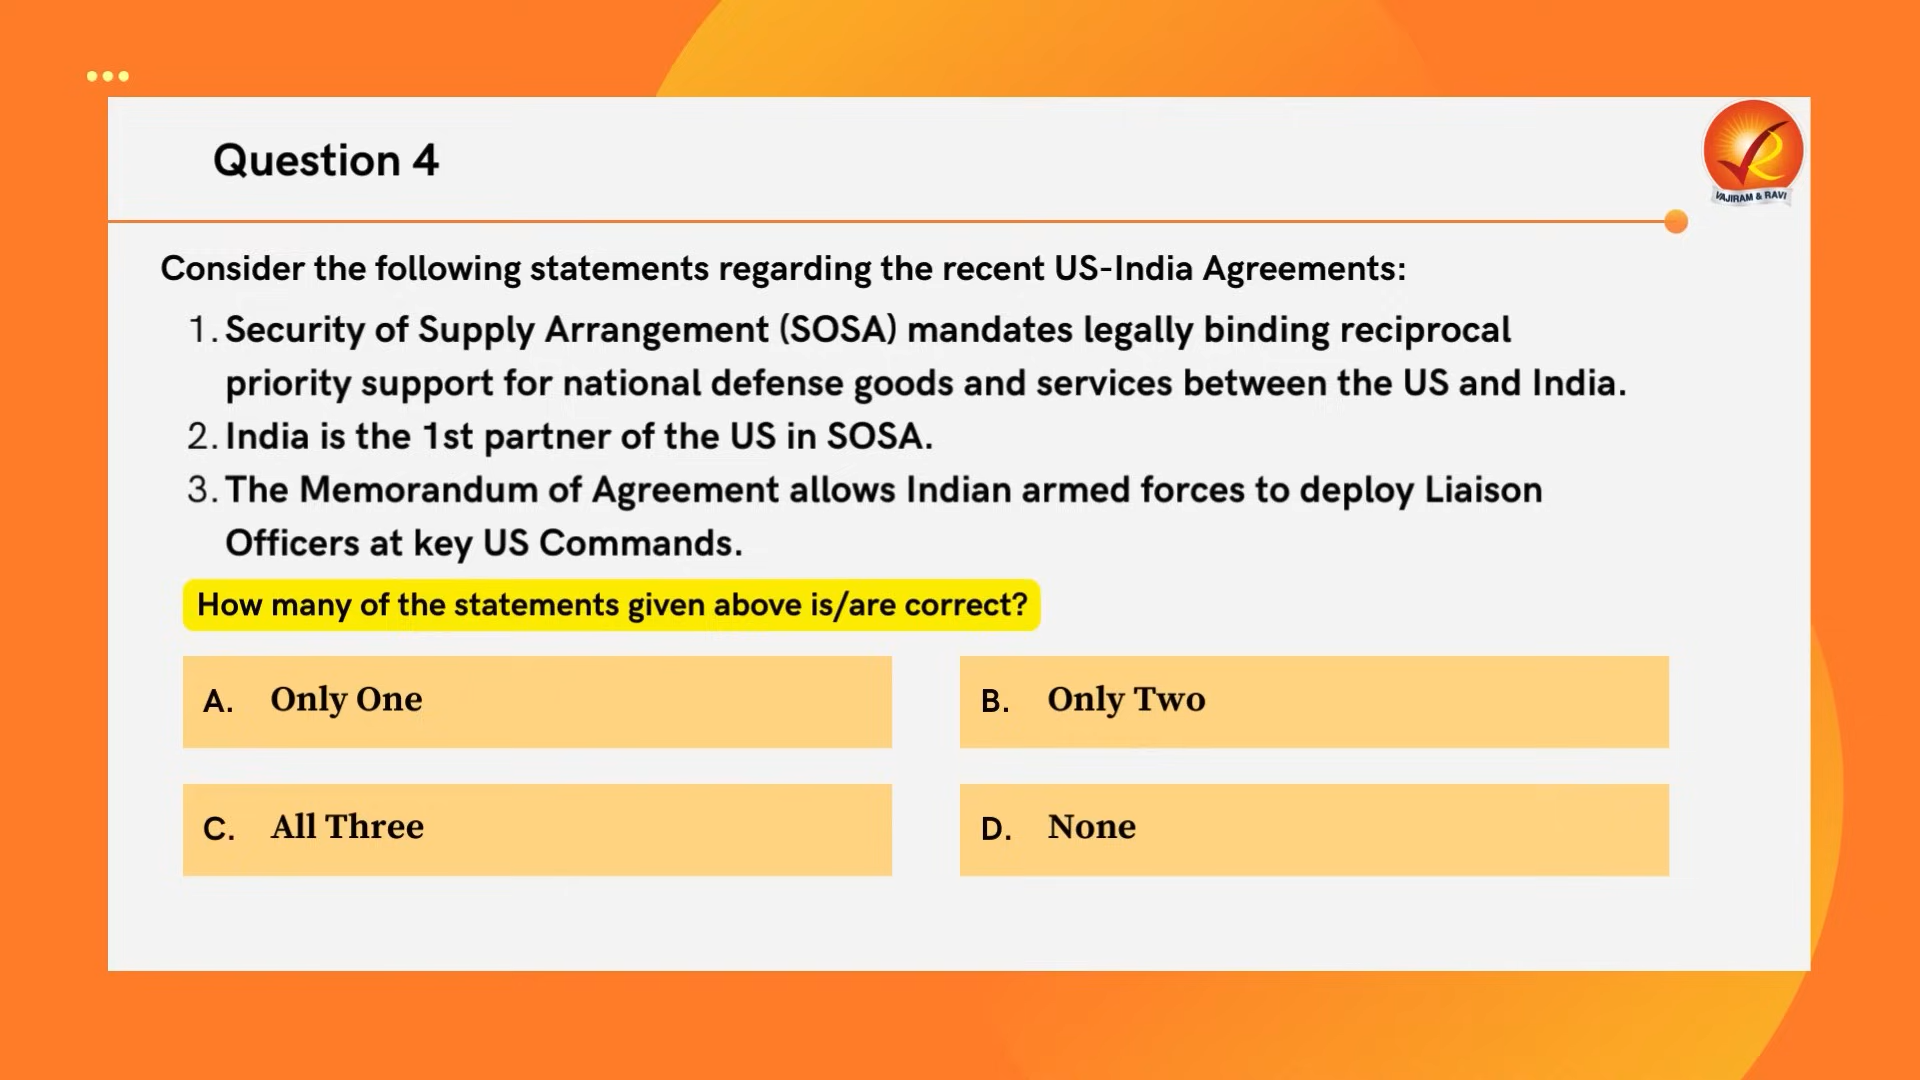 Question 4
VAJIRAM & RAVI
Consider the following statements regarding the recent US-India Agreements:
1. Security of Supply Arrangement (SOSA) mandates legally binding reciprocal
priority support for national defense goods and services between the US and India.
2. India is the 1st partner of the US in SOSA.
3. The Memorandum of Agreement allows Indian armed forces to deploy Liaison
Officers at key US Commands.
How many of the statements given above is/are correct?
A. Only One
B. Only Two
C. All Three
D. None